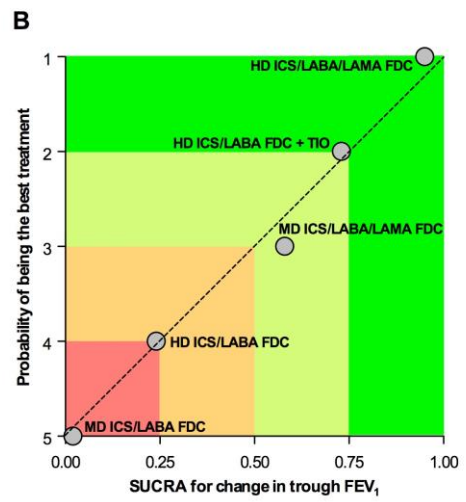 B
Probability of being the best treatment
1
HD ICS/LABA/LAMA FDC
2
HD ICS/LABA FDC + TIO
MD ICS/LABA/LAMA FDC
3
4
HD ICS/LABA FDC
MD ICS/LABA FDC
5
0.00 0.25 0.50 0.75 1.00
SUCRA for change in trough FEV₁